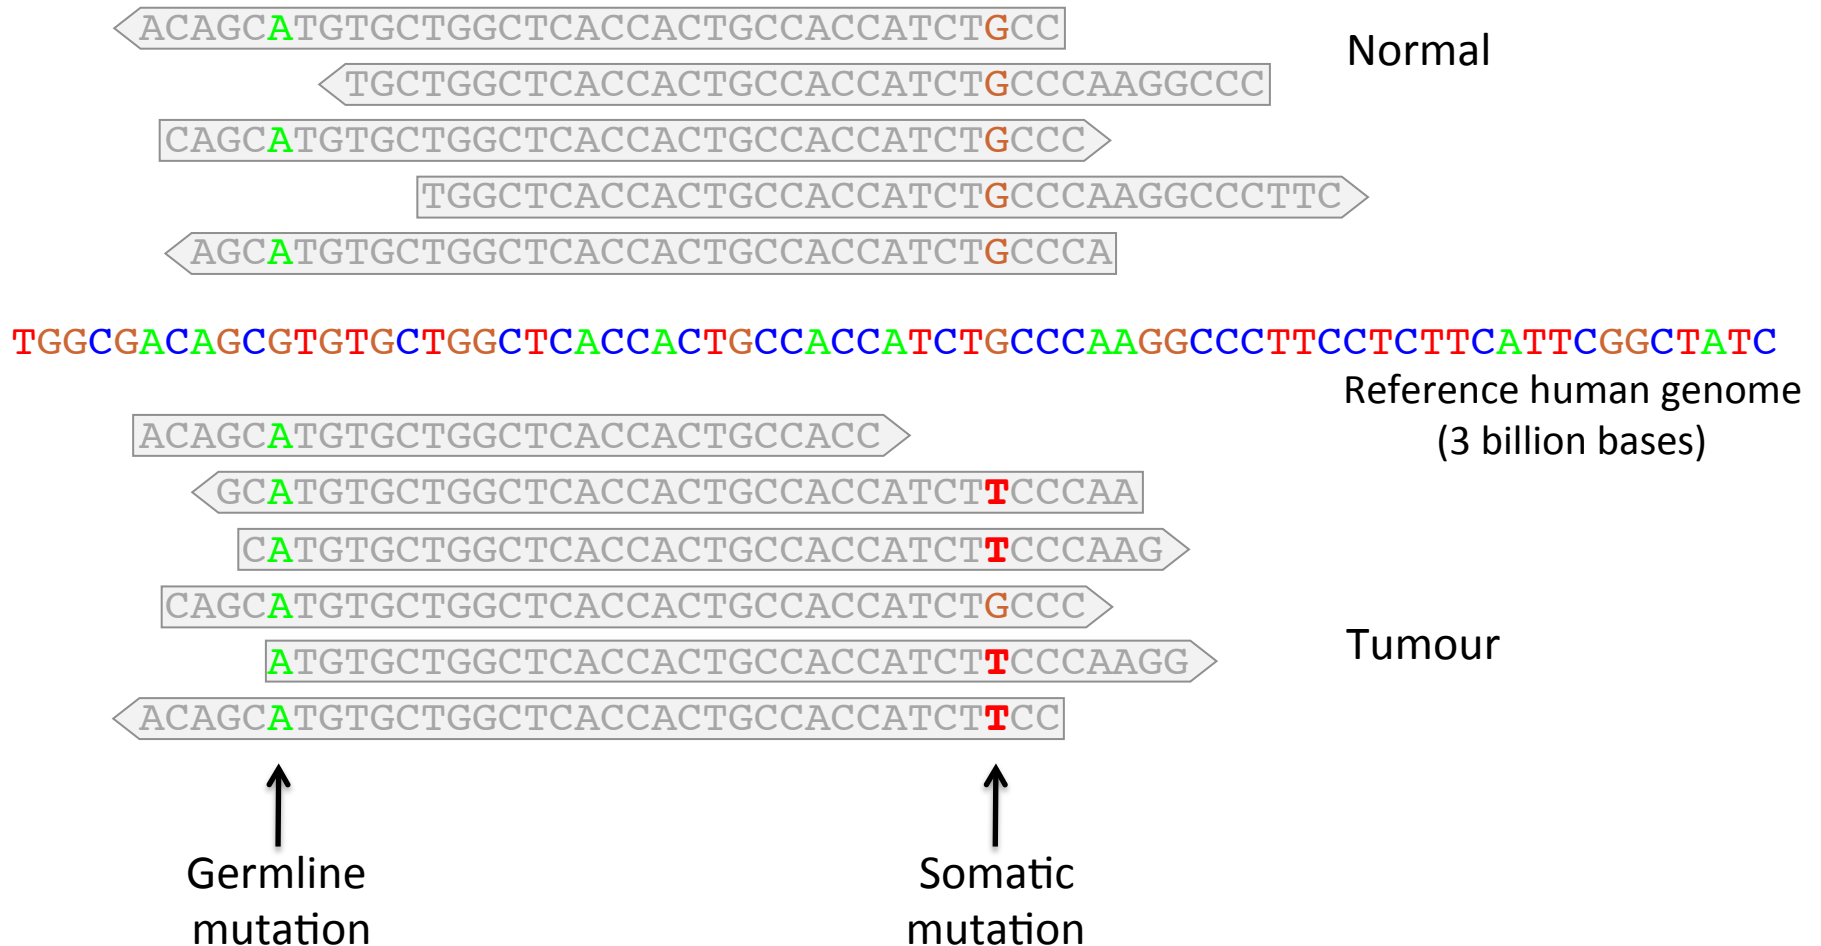 ACAGCATGTGCTGGCTCACCACTGCCACCATCTGCC
Normal
TGCTGGCTCACCACTGCCACCATCTGCCCAAGGCCC
CAGCATGTGCTGGCTCACCACTGCCACCATCTGCCC
TGGCTCACCACTGCCACCATCTGCCCAAGGCCCTTC
AGCATGTGCTGGCTCACCACTGCCACCATCTGCCCA
TGGCGACAGCGTGTGCTGGCTCACCACTGCCACCATCTGCCCAAGGCCCTTCCTCTTCATTCGGCTATC
Reference human genome
(3 billion bases)
ACAGCATGTGCTGGCTCACCACTGCCACC
GCATGTGCTGGCTCACCACTGCCACCATCTTCCCAA
CATGTGCTGGCTCACCACTGCCACCATCTTCCCAAG
CAGCATGTGCTGGCTCACCACTGCCACCATCTGCCC
Tumour
ATGTGCTGGCTCACCACTGCCACCATCTTCCCAAGG
ACAGCATGTGCTGGCTCACCACTGCCACCATCTTCC
Germline
mutation
Somatic
mutation